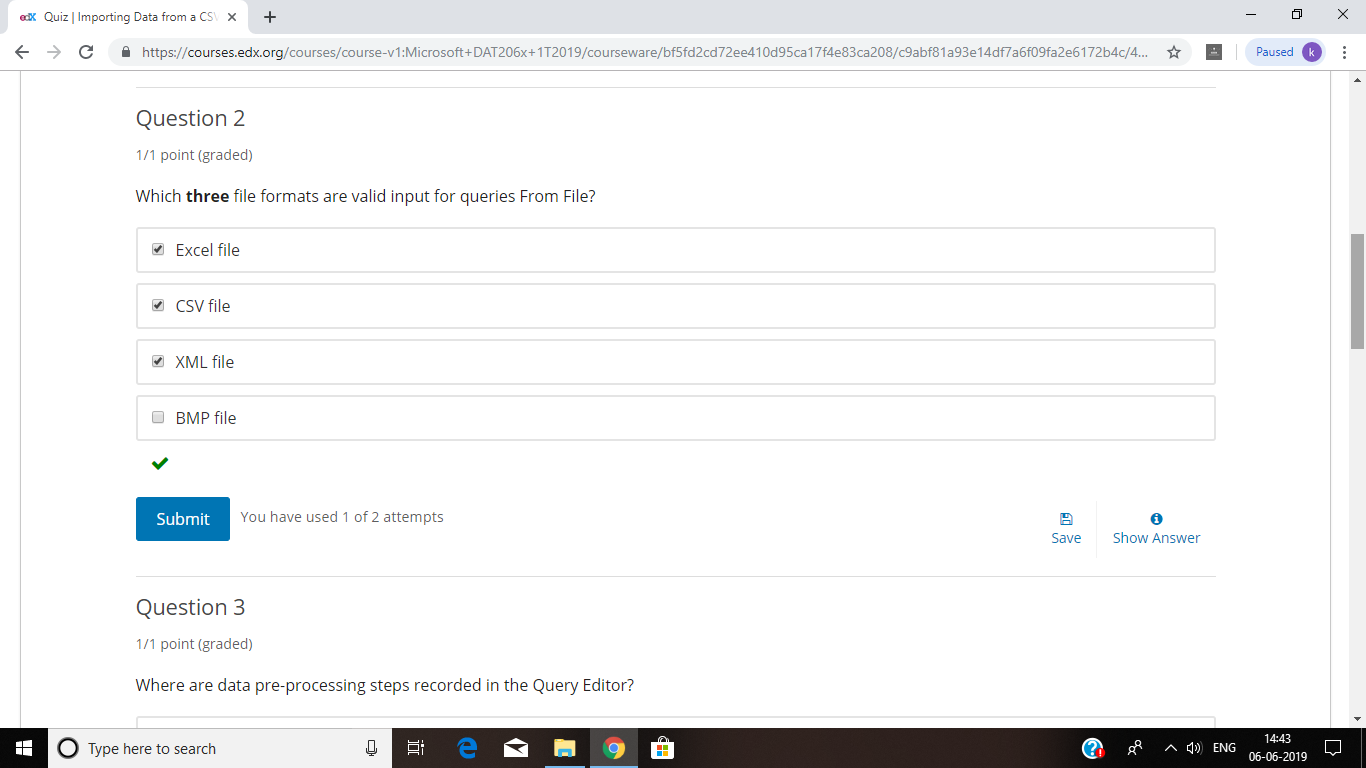 edX Quiz | Importing Data from a CSV
https://courses.edx.org/courses/course-v1:Microsoft+DAT206x+1T2019/courseware/bf5fd2cd72ee410d95ca17f4e83ca208/c9abf81a93e14df7a6f09fa2e6172b4c/4...
Paused k
Question 2
1/1 point (graded)
Which three file formats are valid input for queries From File?
Excel file
CSV file
XML file
BMP file
Submit
You have used 1 of 2 attempts
Save
Show Answer
Question 3
1/1 point (graded)
Where are data pre-processing steps recorded in the Query Editor?
Type here to search
ENG
14:43
06-06-2019